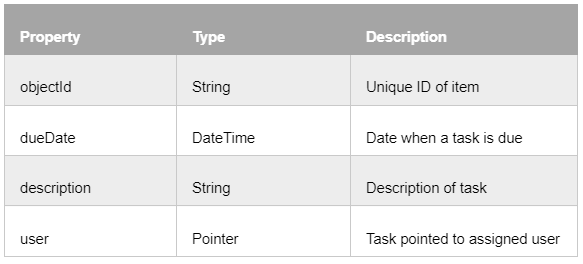 Property Type Description
objectId String Unique ID of item
dueDate DateTime Date when a task is due
description String Description of task
user Pointer Task pointed to assigned user